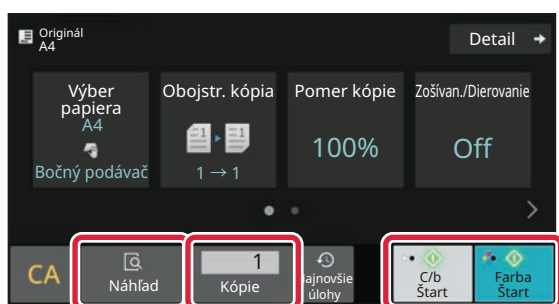 Originál
A4
Detail
Výber
papiera
A4
Bočný podávač
Obojstr. kópia
1 → 1
Pomer kópie
100%
Zošívan./Dierovanie
Off
CA
Náhľad
1
Kópie
úlohy
C/b
Štart
Farba
Štart